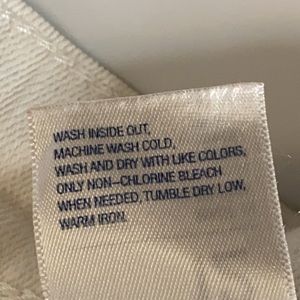 WASH INSIDE OUT,
MACHINE WASH COLD,
WASH AND DRY WITH LIKE COLORS,
ONLY NON-CHLORINE BLEACH
WHEN NEEDED, TUMBLE DRY LOW,
WARM IRON.